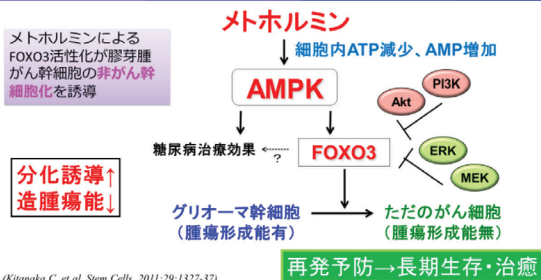 メトホルミン
メトホルミンによる
FOXO3活性化が膠芽腫
がん幹細胞の非がん幹
細胞化を誘導
細胞内ATP減少、AMP増加
AMPK
PI3K
Akt
糖尿病治療効果
?
FOXO3
ERK
MEK
分化誘導↑
造腫瘍能↓
グリオーマ幹細胞
(腫瘍形成能有)
ただのがん細胞
(腫瘍形成能無)
再発予防→長期生存・治癒
(Kitanaka C, et al. Stem Cells, 2011;29:1327-37)